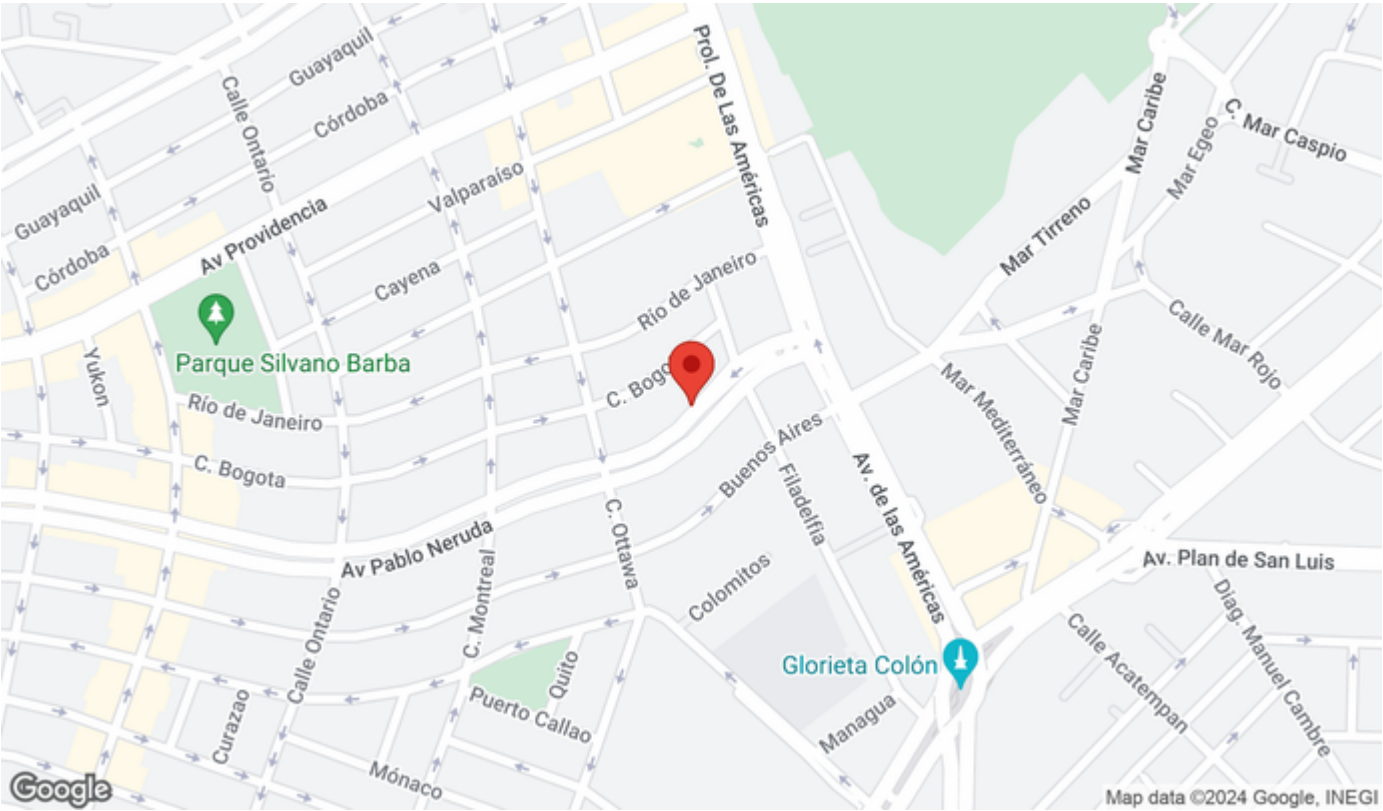 Guayaquil
Prol. De Las Américas
Calle Ontario
Córdoba
Mar Caribe
C. Mar Caspio
Mar Egeo
Guayaquil
Valparaíso
Av Providencia
Córdoba
Mar Tirreno
Cayena
Río de Janeiro
Calle Mar Rojo
Parque Silvano Barba
Yukon
C. Bogo
Mar Caribe
Mar Mediterráneo
Río de Janeiro
C. Bogota
Buenos Aires
Filadelfia
Av. de las Américas
C. Ottawa
Av Pablo Neruda
Av. Plan de San Luis
C. Montreal
Colomitos
Calle Ontario
Diag. Manuel Cambre
Calle Acatempan
Glorieta Colón
Quito
Puerto Callao
Curazao
Managua
Mónaco
Google
Map data ©2024 Google, INEGI